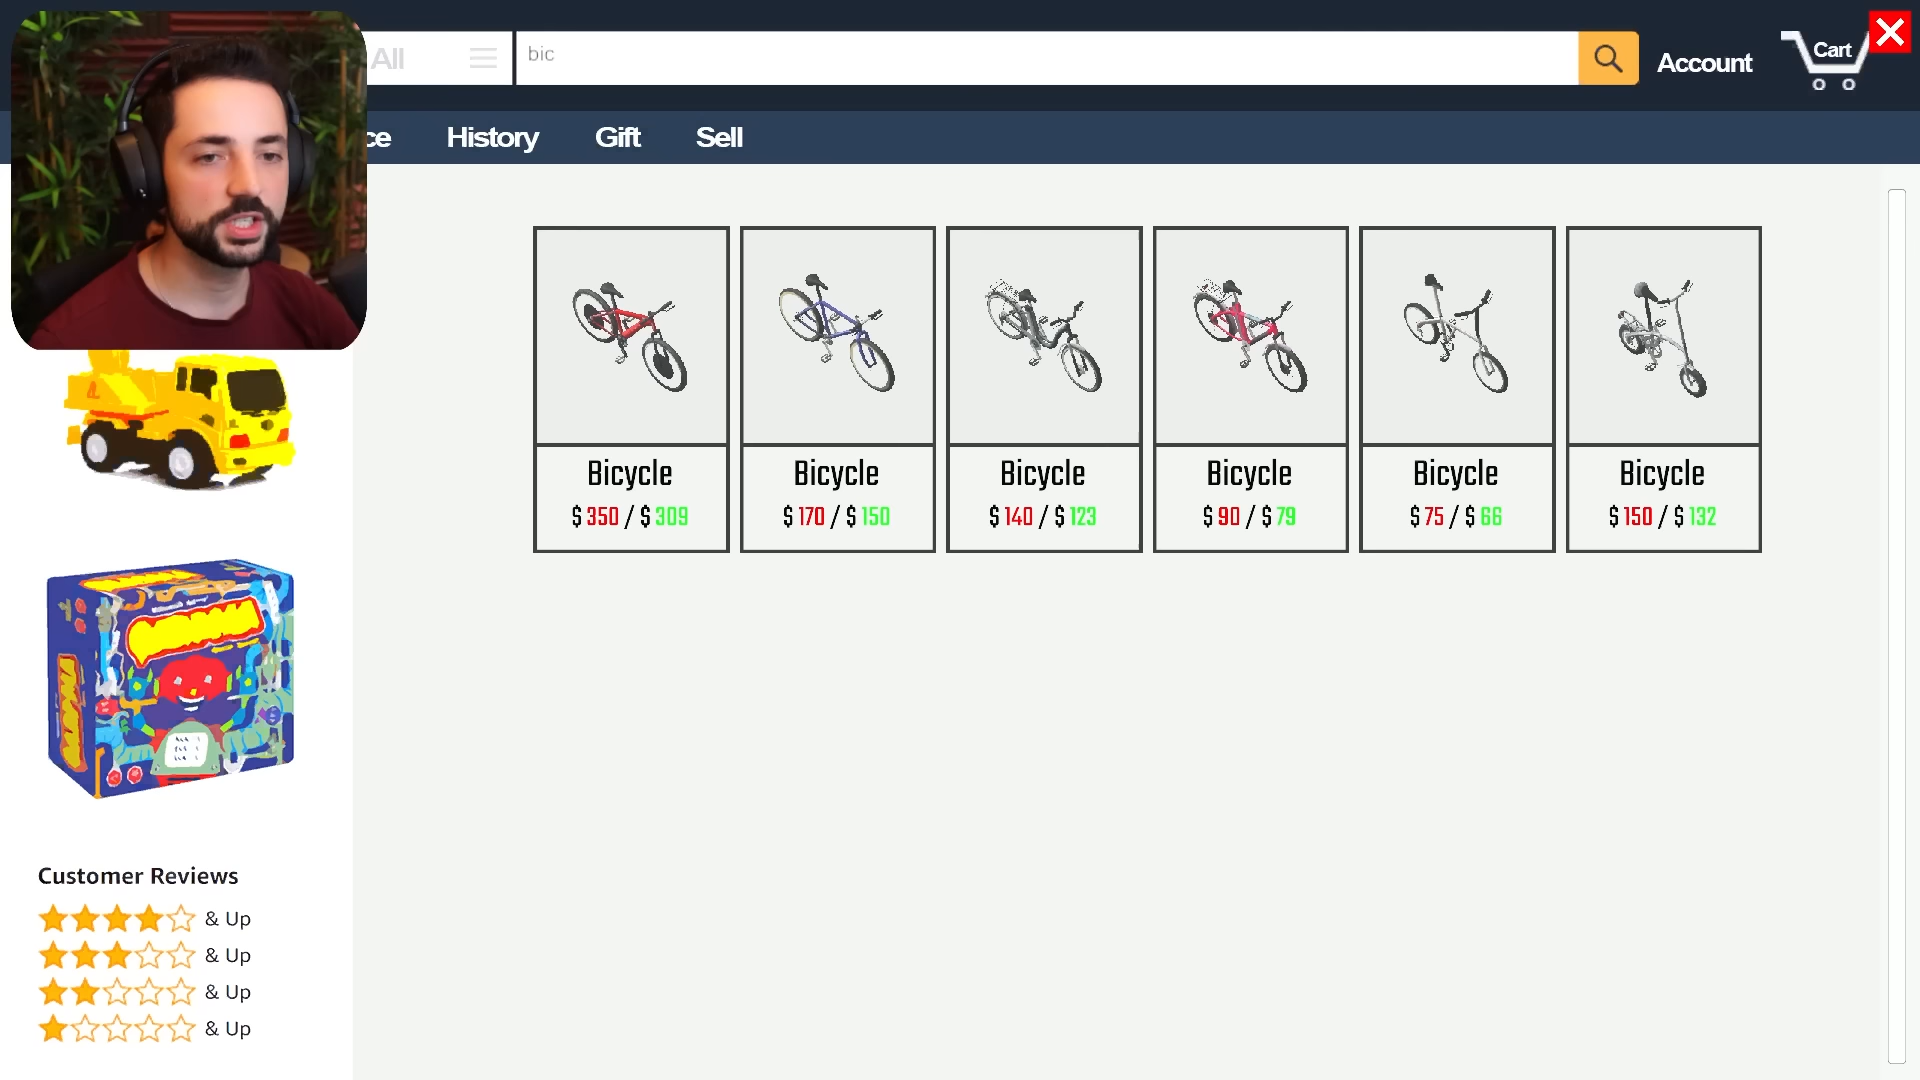 All
bic
Account
Cart
ce
History
Gift
Sell
Bicycle
$ 350 / $ 309
Bicycle
$ 170 / $ 150
Bicycle
$ 140 / $ 123
Bicycle
$ 90 / $ 79
Bicycle
$ 75 / $ 66
Bicycle
$ 150 / $ 132
Customer Reviews
& Up
& Up
& Up
& Up